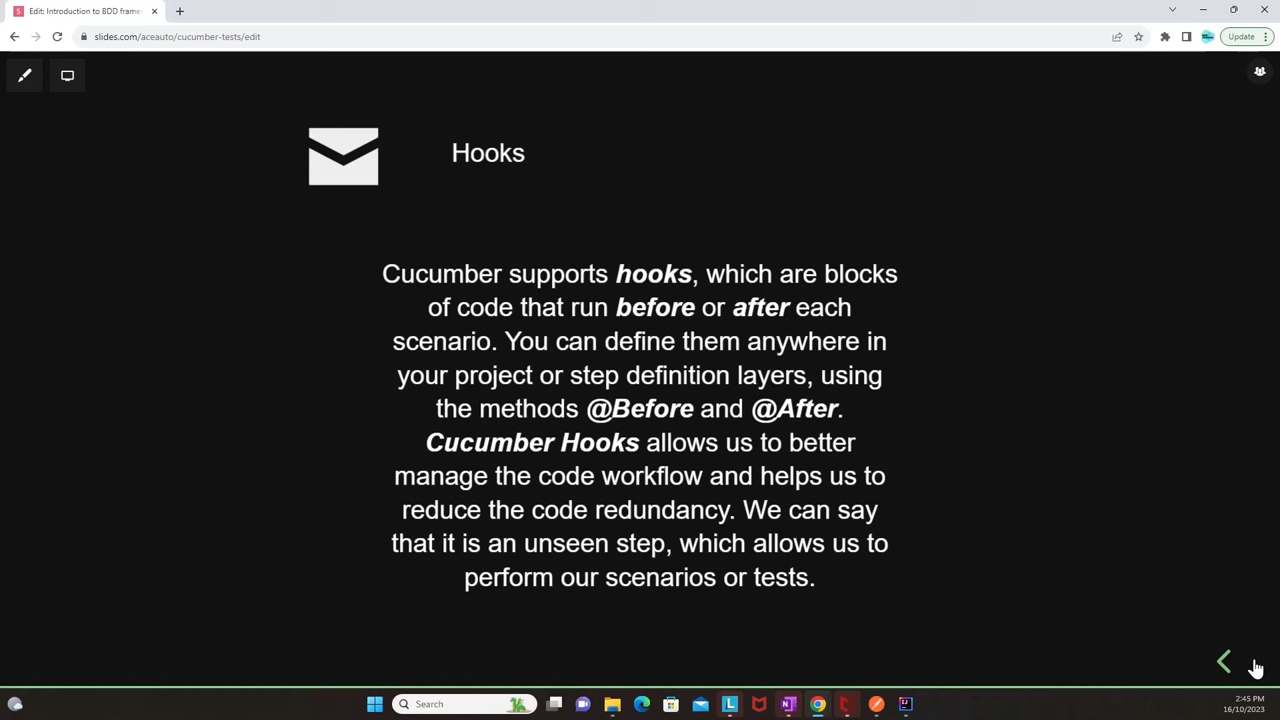 Edit: Introduction to BDD frame
slides.com/aceauto/cucumber-tests/edit
Update
Hooks
Cucumber supports hooks, which are blocks
of code that run before or after each
scenario. You can define them anywhere in
your project or step definition layers, using
the methods @Before and @After.
Cucumber Hooks allows us to better
manage the code workflow and helps us to
reduce the code redundancy. We can say
that it is an unseen step, which allows us to
perform our scenarios or tests.
Search
2:45 PM
16/10/2023